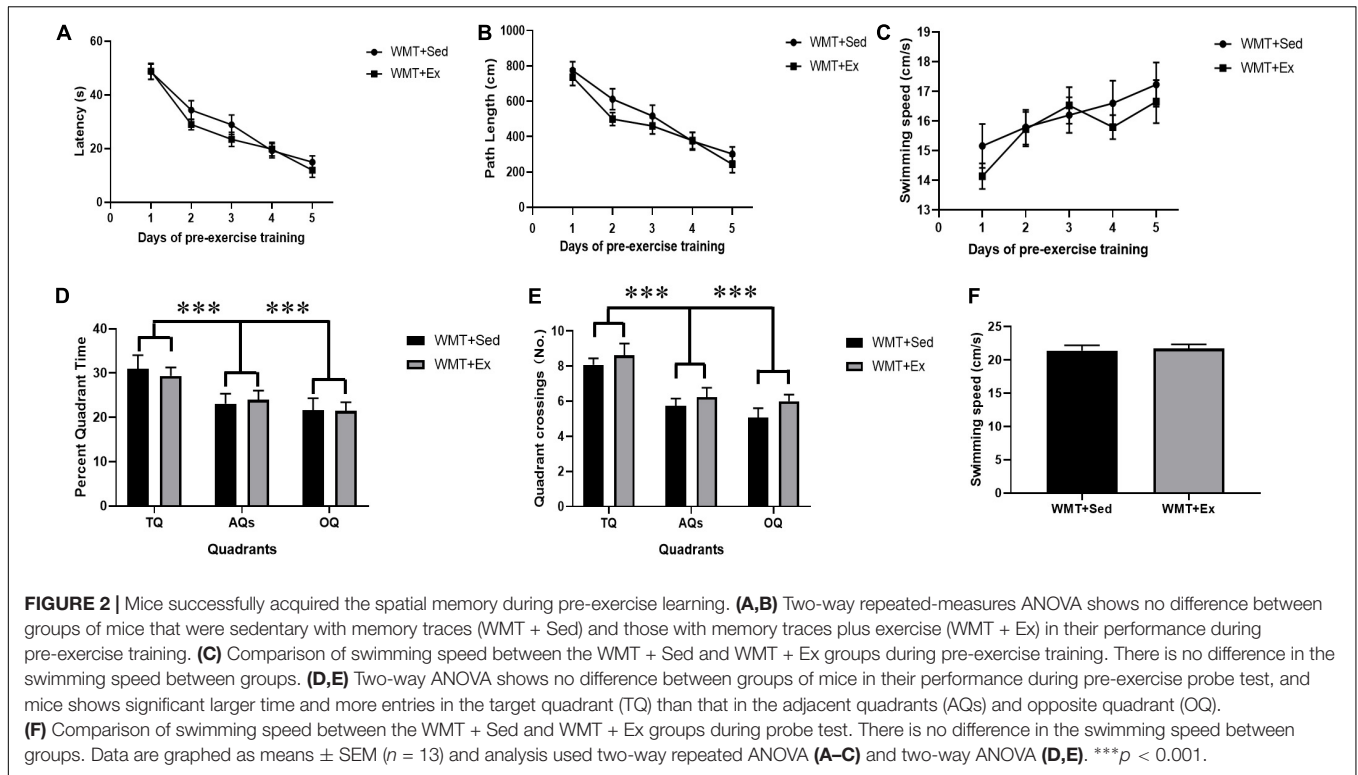 A
60
40
20
0
Latency (s)
0 1 2 3 4 5
Days of pre-exercise training
WMT+Sed
WMT+Ex
B
1000
800
600
400
200
0
Path Length (cm)
0 1 2 3 4 5
Days of pre-exercise training
WMT+Sed
WMT+Ex
C
19
18
17
16
15
14
13
Swimming speed (cm/s)
0 1 2 3 4 5
Days of pre-exercise training
WMT+Sed
WMT+Ex
D
*** ***
40
30
20
10
0
Percent Quadrant Time
TQ AQs OQ
Quadrants
WMT+Sed
WMT+Ex
E
*** ***
10
8
6
4
2
0
Quadrant crossings (No.)
TQ AQs OQ
Quadrants
WMT+Sed
WMT+Ex
F
25
20
15
10
5
0
Swimming speed (cm/s)
WMT+Sed WMT+Ex
FIGURE 2 | Mice successfully acquired the spatial memory during pre-exercise learning. (A,B) Two-way repeated-measures ANOVA shows no difference between
groups of mice that were sedentary with memory traces (WMT + Sed) and those with memory traces plus exercise (WMT + Ex) in their performance during
pre-exercise training. (C) Comparison of swimming speed between the WMT + Sed and WMT + Ex groups during pre-exercise training. There is no difference in the
swimming speed between groups. (D,E) Two-way ANOVA shows no difference between groups of mice in their performance during pre-exercise probe test, and
mice shows significant larger time and more entries in the target quadrant (TQ) than that in the adjacent quadrants (AQs) and opposite quadrant (OQ).
(F) Comparison of swimming speed between the WMT + Sed and WMT + Ex groups during probe test. There is no difference in the swimming speed between
groups. Data are graphed as means ± SEM (n = 13) and analysis used two-way repeated ANOVA (A–C) and two-way ANOVA (D,E). ***p < 0.001.